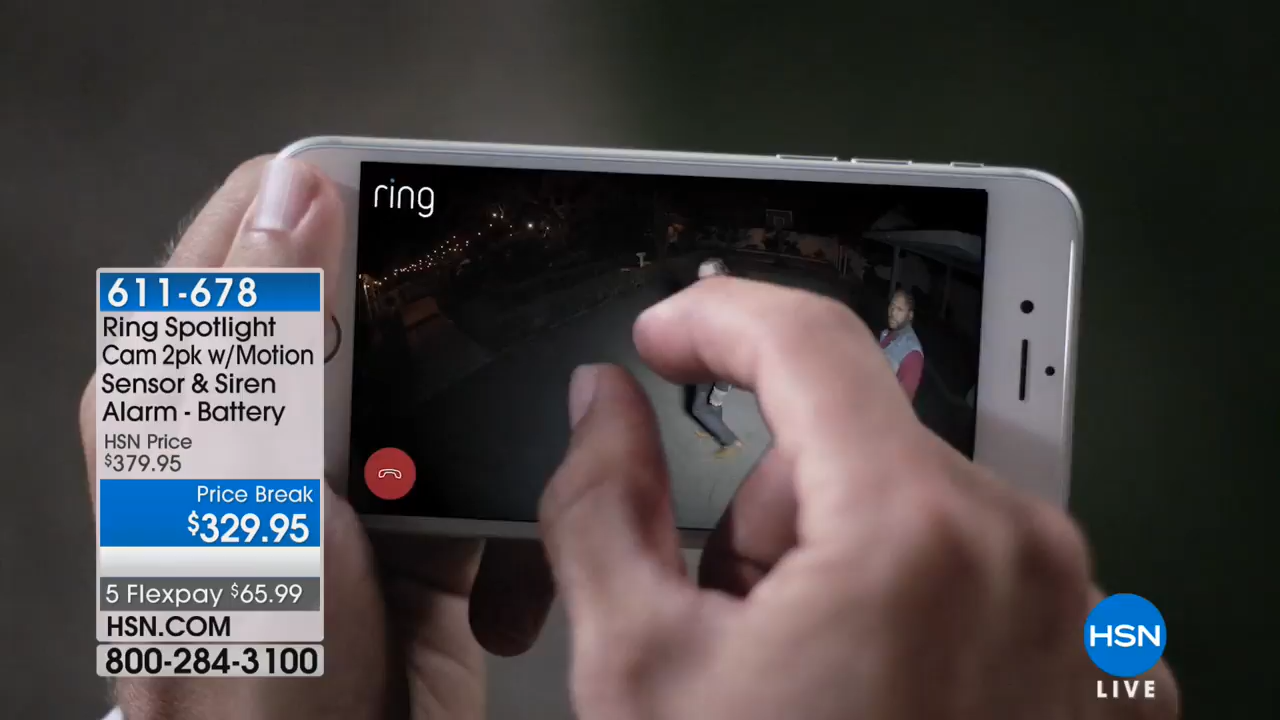 ring
611-678
Ring Spotlight
Cam 2pk w/Motion
Sensor & Siren
Alarm - Battery
HSN Price
$379.95
Price Break
$329.95
5 Flexpay $65.99
HSN.COM
800-284-3100
HSN
LIVE